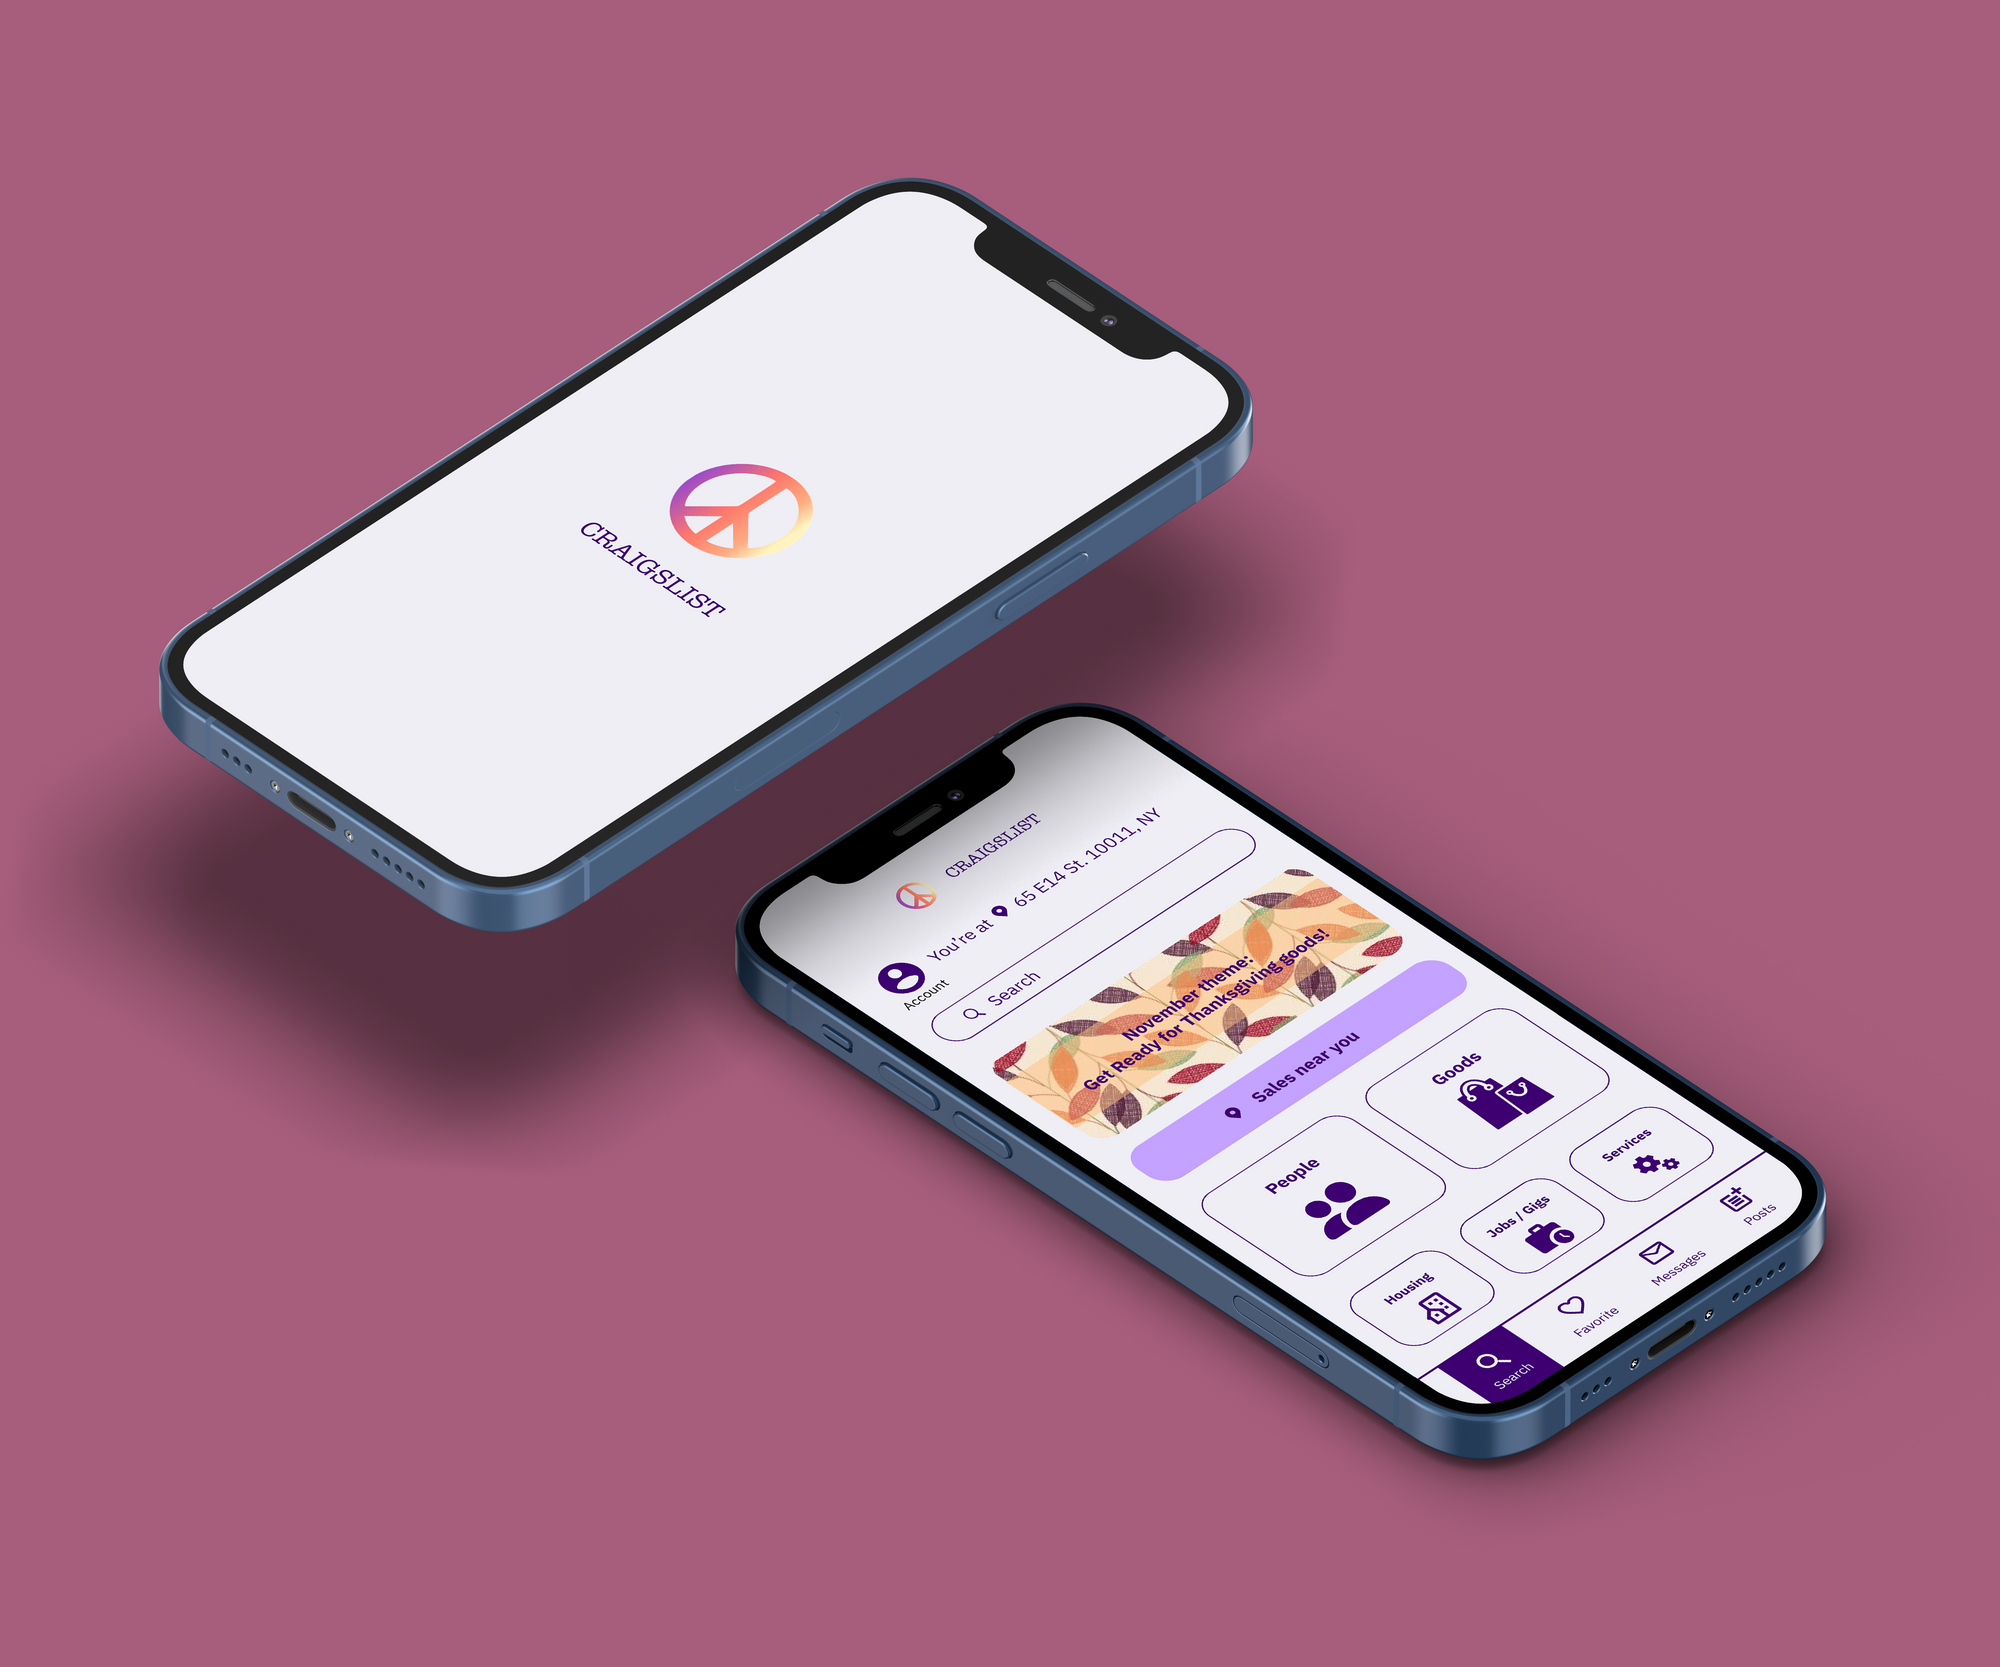 CRAIGSLIST
CRAIGSLIST
You're at 65 E14 St. 10011, NY
Account
Search
November theme:
Get Ready for Thanksgiving goods!
Sales near you
People
Goods
Housing
Jobs / Gigs
Services
Search
Favorite
Messages
Posts